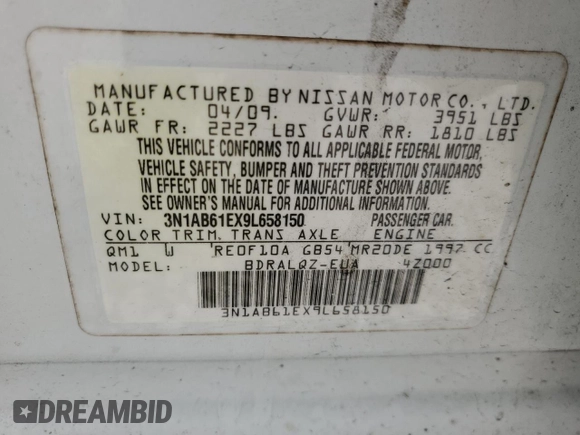 MANUFACTURED BY NISSAN MOTOR CO., LTD.
DATE: 04/09. GVWR: 3951 LBS
GAWR FR: 2227 LBS GAWR RR: 1810 LBS
THIS VEHICLE CONFORMS TO ALL APPLICABLE FEDERAL MOTOR
VEHICLE SAFETY, BUMPER AND THEFT PREVENTION STANDARDS
IN EFFECT ON THE DATE OF MANUFACTURE SHOWN ABOVE.
SEE OWNER'S MANUAL FOR ADDITIONAL INFORMATION.
VIN: 3N1AB61EX9L658150 PASSENGER CAR.
COLOR TRIM. TRANS AXLE ENGINE
QM1 W RE0F10A GB54 MR20DE 1997 CC
MODEL: BDRALQZ-EUA 4Z000
3N1AB61EX9L658150
DREAMBID